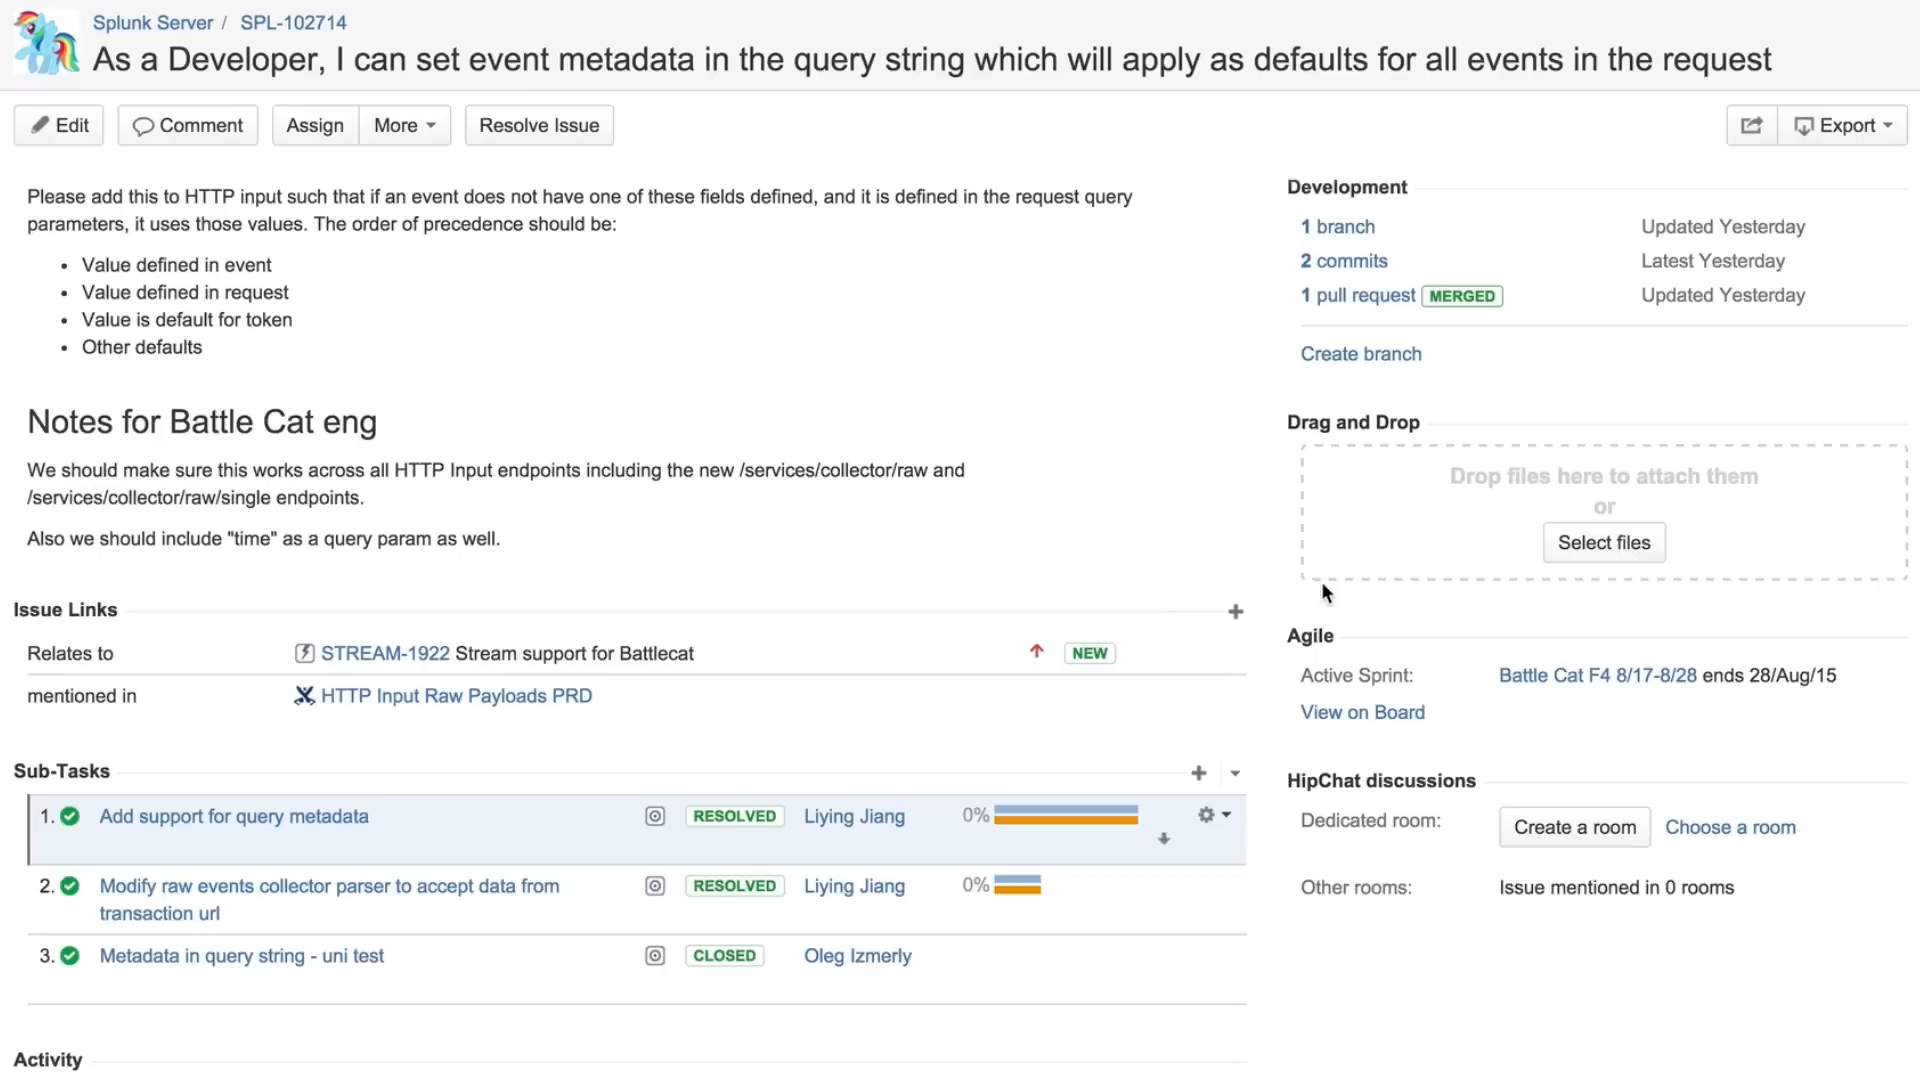 Splunk Server / SPL-102714
As a Developer, I can set event metadata in the query string which will apply as defaults for all events in the request
Edit Comment Assign More Resolve Issue Export
Please add this to HTTP input such that if an event does not have one of these fields defined, and it is defined in the request query
parameters, it uses those values. The order of precedence should be:
• Value defined in event
• Value defined in request
• Value is default for token
• Other defaults
Notes for Battle Cat eng
We should make sure this works across all HTTP Input endpoints including the new /services/collector/raw and
/services/collector/raw/single endpoints.
Also we should include "time" as a query param as well.
Issue Links
Relates to STREAM-1922 Stream support for Battlecat NEW
mentioned in HTTP Input Raw Payloads PRD
Sub-Tasks
1. Add support for query metadata RESOLVED Liying Jiang 0%
2. Modify raw events collector parser to accept data from RESOLVED Liying Jiang 0%
transaction url
3. Metadata in query string - uni test CLOSED Oleg Izmerly
Activity
Development
1 branch Updated Yesterday
2 commits Latest Yesterday
1 pull request MERGED Updated Yesterday
Create branch
Drag and Drop
Drop files here to attach them
or
Select files
Agile
Active Sprint: Battle Cat F4 8/17-8/28 ends 28/Aug/15
View on Board
HipChat discussions
Dedicated room: Create a room Choose a room
Other rooms: Issue mentioned in 0 rooms